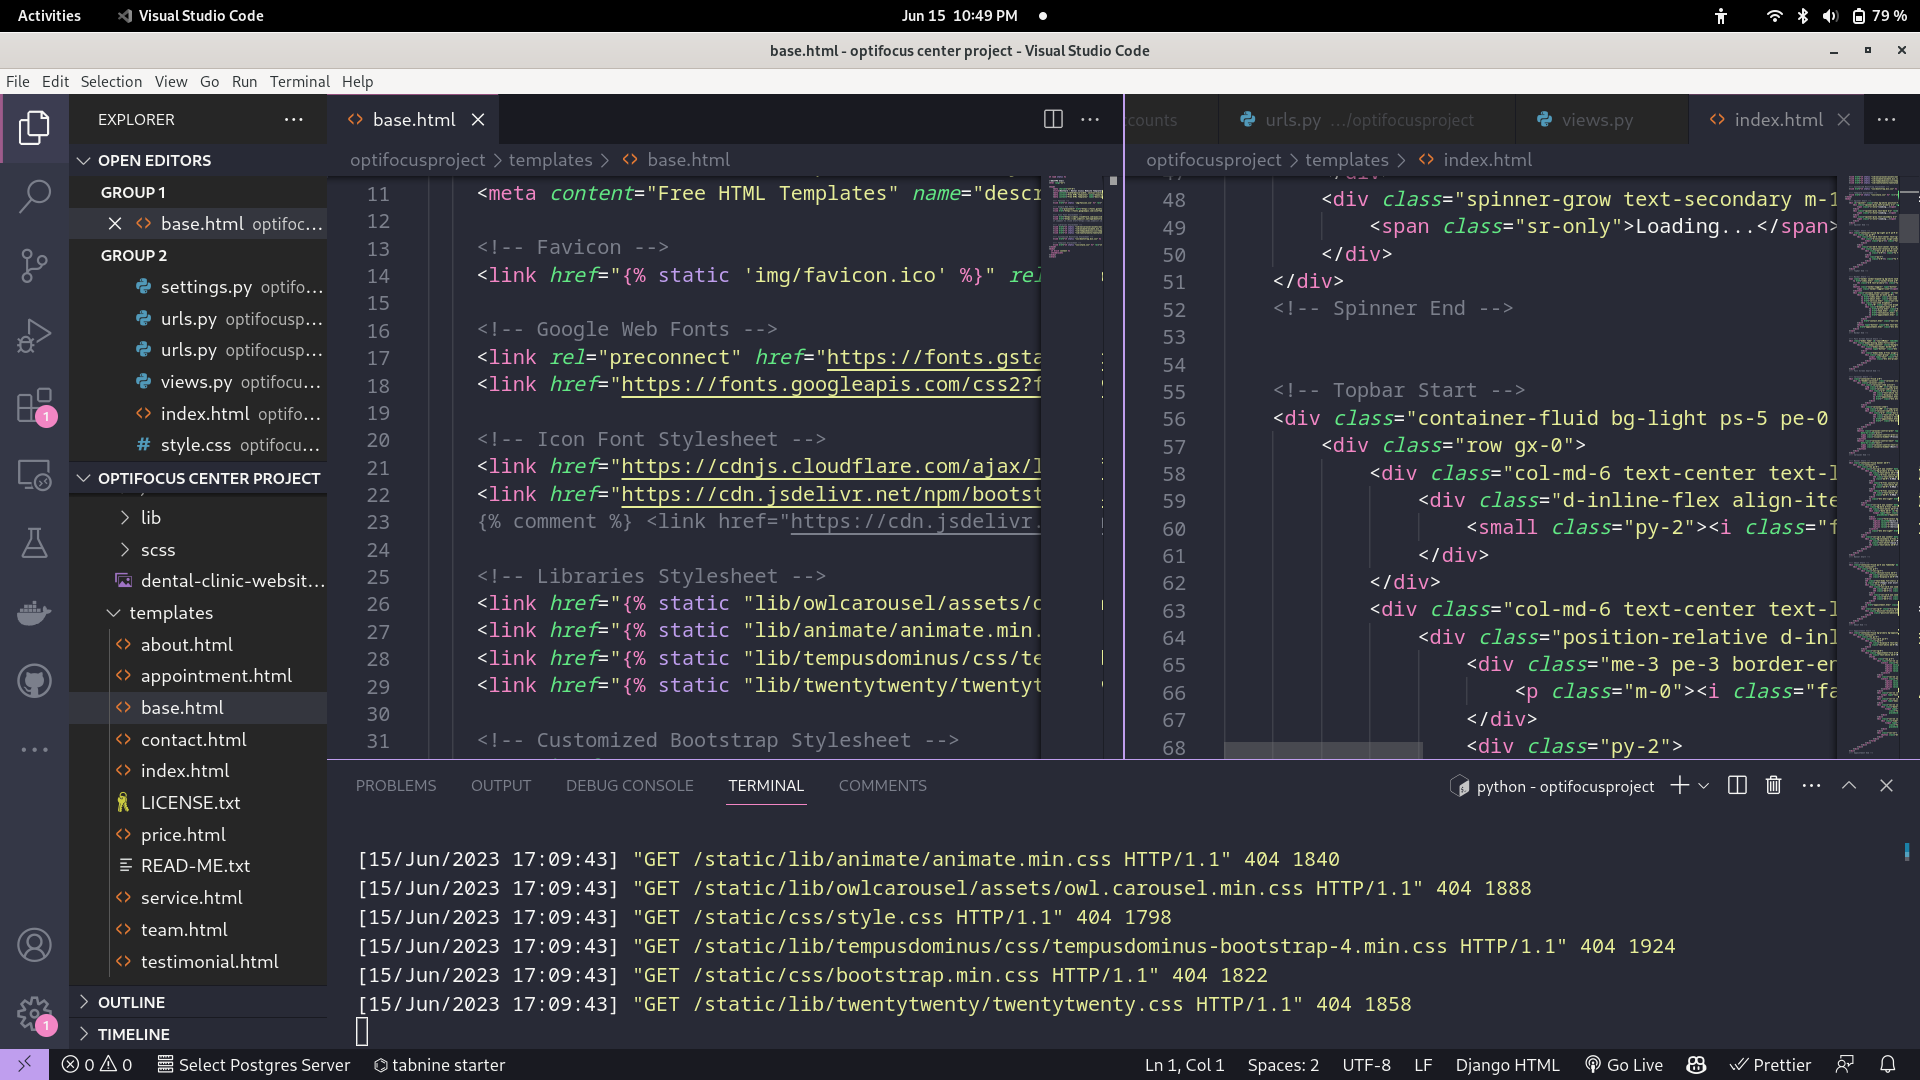 Activities
Visual Studio Code
Jun 15 10:49 PM
79 %
base.html - optifocus center project - Visual Studio Code
File Edit Selection View Go Run Terminal Help
EXPLORER
OPEN EDITORS
GROUP 1
base.html optifoc...
GROUP 2
settings.py optifo...
urls.py optifocusp...
urls.py optifocusp...
views.py optifocu...
index.html optifo...
style.css optifocu...
OPTIFOCUS CENTER PROJECT
lib
scss
dental-clinic-websit...
templates
about.html
appointment.html
base.html
contact.html
index.html
LICENSE.txt
price.html
READ-ME.txt
service.html
team.html
testimonial.html
OUTLINE
TIMELINE
1
1
base.html
optifocusproject > templates > base.html
11 <meta content="Free HTML Templates" name="descr
12
13 <!-- Favicon -->
14 <link href="{% static 'img/favicon.ico' %}" rel
15
16 <!-- Google Web Fonts -->
17 <link rel="preconnect" href="https://fonts.gsta
18 <link href="https://fonts.googleapis.com/css2?f
19
20 <!-- Icon Font Stylesheet -->
21 <link href="https://cdnjs.cloudflare.com/ajax/l
22 <link href="https://cdn.jsdelivr.net/npm/bootst
23 {% comment %} <link href="https://cdn.jsdelivr.
24
25 <!-- Libraries Stylesheet -->
26 <link href="{% static "lib/owlcarousel/assets/c
27 <link href="{% static "lib/animate/animate.min.
28 <link href="{% static "lib/tempusdominus/css/te
29 <link href="{% static "lib/twentytwenty/twentyt
30
31 <!-- Customized Bootstrap Stylesheet -->
counts
urls.py .../optifocusproject
views.py
index.html
optifocusproject > templates > index.html
48 <div class="spinner-grow text-secondary m-1
49 <span class="sr-only">Loading...</span>
50 </div>
51 </div>
52 <!-- Spinner End -->
53
54
55 <!-- Topbar Start -->
56 <div class="container-fluid bg-light ps-5 pe-0
57 <div class="row gx-0">
58 <div class="col-md-6 text-center text-l
59 <div class="d-inline-flex align-ite
60 <small class="py-2"><i class="f
61 </div>
62 </div>
63 <div class="col-md-6 text-center text-l
64 <div class="position-relative d-inl
65 <div class="me-3 pe-3 border-en
66 <p class="m-0"><i class="fa
67 </div>
68 <div class="py-2">
PROBLEMS OUTPUT DEBUG CONSOLE TERMINAL COMMENTS
python - optifocusproject
[15/Jun/2023 17:09:43] "GET /static/lib/animate/animate.min.css HTTP/1.1" 404 1840
[15/Jun/2023 17:09:43] "GET /static/lib/owlcarousel/assets/owl.carousel.min.css HTTP/1.1" 404 1888
[15/Jun/2023 17:09:43] "GET /static/css/style.css HTTP/1.1" 404 1798
[15/Jun/2023 17:09:43] "GET /static/lib/tempusdominus/css/tempusdominus-bootstrap-4.min.css HTTP/1.1" 404 1924
[15/Jun/2023 17:09:43] "GET /static/css/bootstrap.min.css HTTP/1.1" 404 1822
[15/Jun/2023 17:09:43] "GET /static/lib/twentytwenty/twentytwenty.css HTTP/1.1" 404 1858
0 0 Select Postgres Server tabnine starter
Ln 1, Col 1 Spaces: 2 UTF-8 LF Django HTML Go Live Prettier